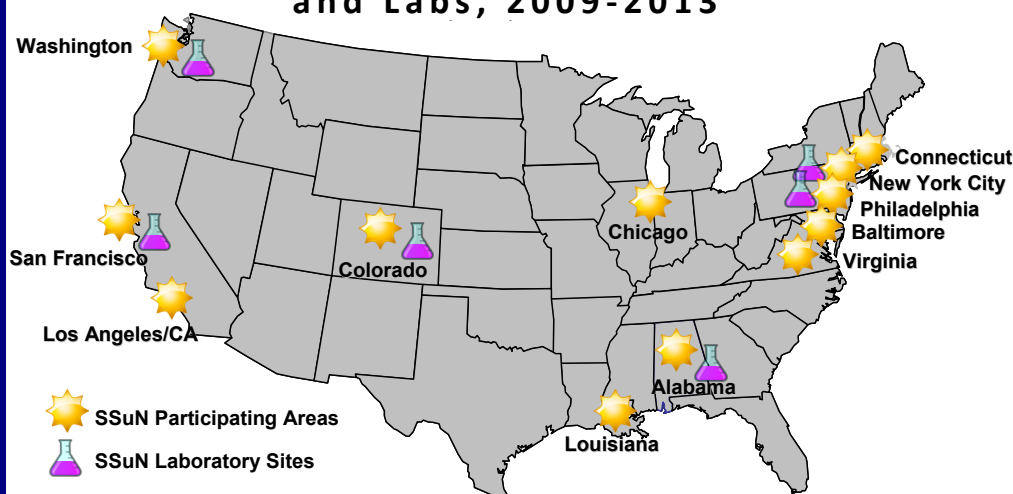 and Labs, 2009-2013
Washington
Connecticut
New York City
Philadelphia
Chicago
Baltimore
San Francisco
Colorado
Virginia
Los Angeles/CA
Alabama
SSuN Participating Areas
Louisiana
SSuN Laboratory Sites